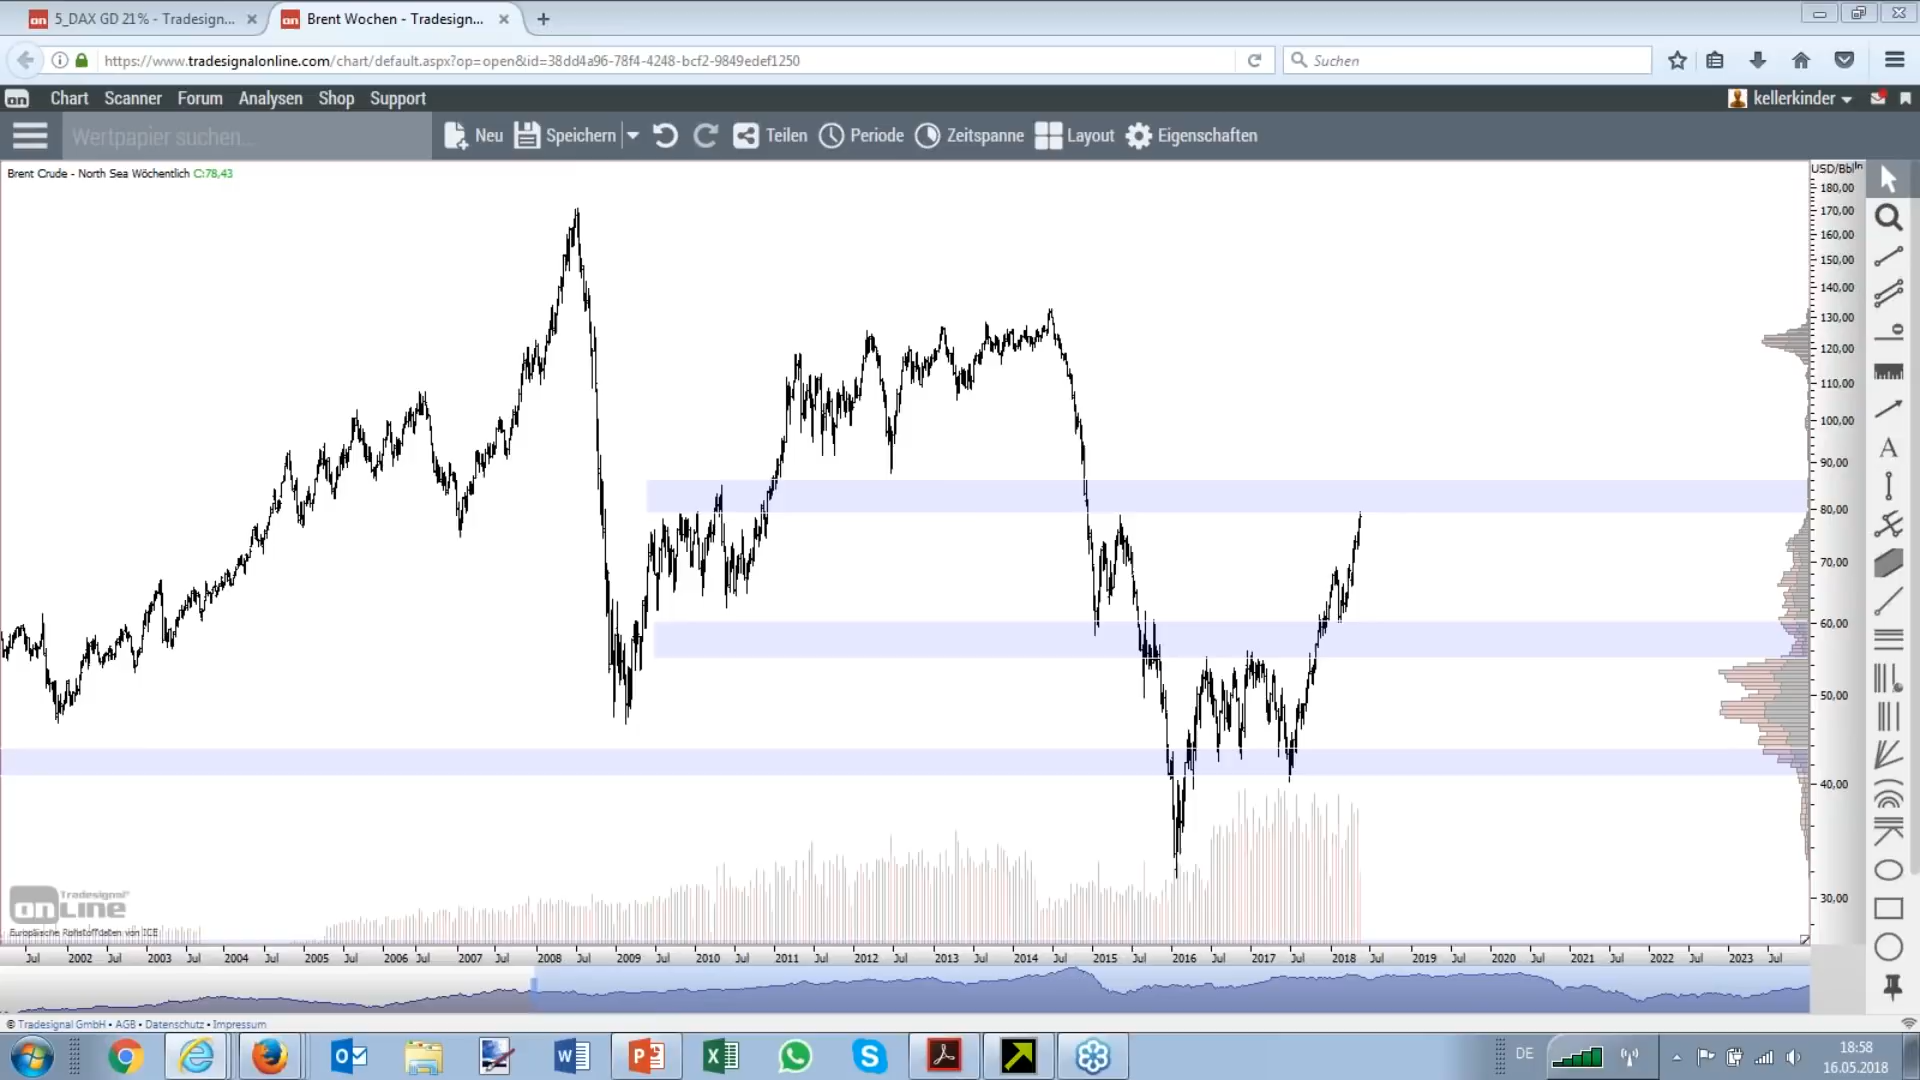 on 5_DAX GD 21% - Tradesign...
on Brent Wochen - Tradesign...
https://www.tradesignalonline.com/chart/default.aspx?op=open&id=38dd4a96-78f4-4248-bcf2-9849edef1250
Suchen
on Chart Scanner Forum Analysen Shop Support kellerkinder
Wertpapier suchen... Neu Speichern Teilen Periode Zeitspanne Layout Eigenschaften
Brent Crude - North Sea Wöchentlich C:78,43
USD/Bbl
180,00
170,00
160,00
150,00
140,00
130,00
120,00
110,00
100,00
90,00
80,00
70,00
60,00
50,00
40,00
30,00
A
Tradesignal®
onLine
Europäische Rohstoffdaten von ICE
Jul 2002 Jul 2003 Jul 2004 Jul 2005 Jul 2006 Jul 2007 Jul 2008 Jul 2009 Jul 2010 Jul 2011 Jul 2012 Jul 2013 Jul 2014 Jul 2015 Jul 2016 Jul 2017 Jul 2018 Jul 2019 Jul 2020 Jul 2021 Jul 2022 Jul 2023 Jul
© Tradesignal GmbH • AGB • Datenschutz • Impressum
DE
18:58
16.05.2018